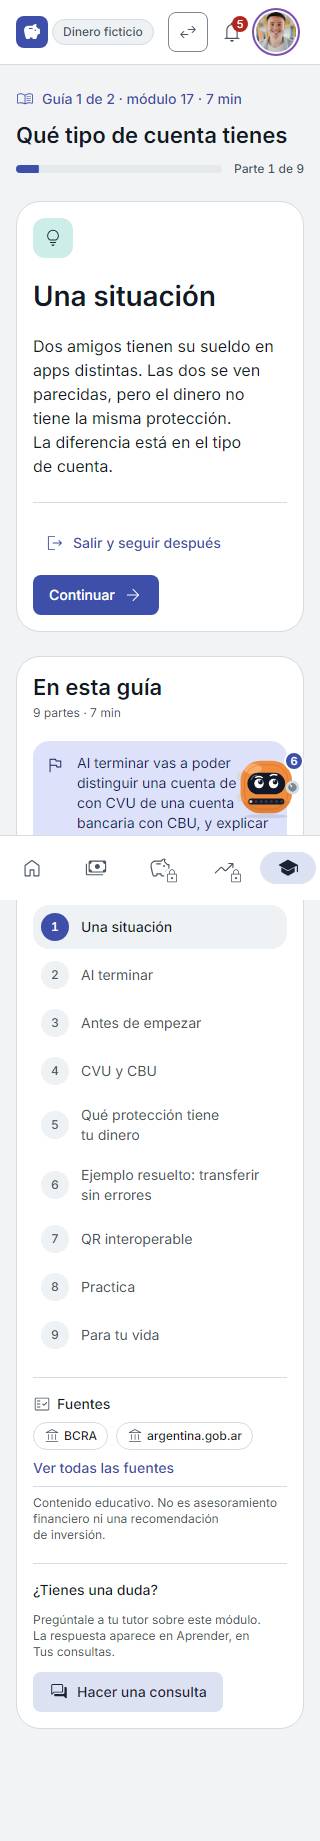 Dinero ficticio
5
Guía 1 de 2 · módulo 17 · 7 min
Qué tipo de cuenta tienes
Parte 1 de 9
Una situación
Dos amigos tienen su sueldo en
apps distintas. Las dos se ven
parecidas, pero el dinero no
tiene la misma protección.
La diferencia está en el tipo
de cuenta.
Salir y seguir después
Continuar
En esta guía
9 partes · 7 min
Al terminar vas a poder
distinguir una cuenta de
con CVU de una cuenta
bancaria con CBU, y explicar
6
1 Una situación
2 Al terminar
3 Antes de empezar
4 CVU y CBU
5 Qué protección tiene
tu dinero
6 Ejemplo resuelto: transferir
sin errores
7 QR interoperable
8 Practica
9 Para tu vida
Fuentes
BCRA
argentina.gob.ar
Ver todas las fuentes
Contenido educativo. No es asesoramiento
financiero ni una recomendación
de inversión.
¿Tienes una duda?
Pregúntale a tu tutor sobre este módulo.
La respuesta aparece en Aprender, en
Tus consultas.
Hacer una consulta